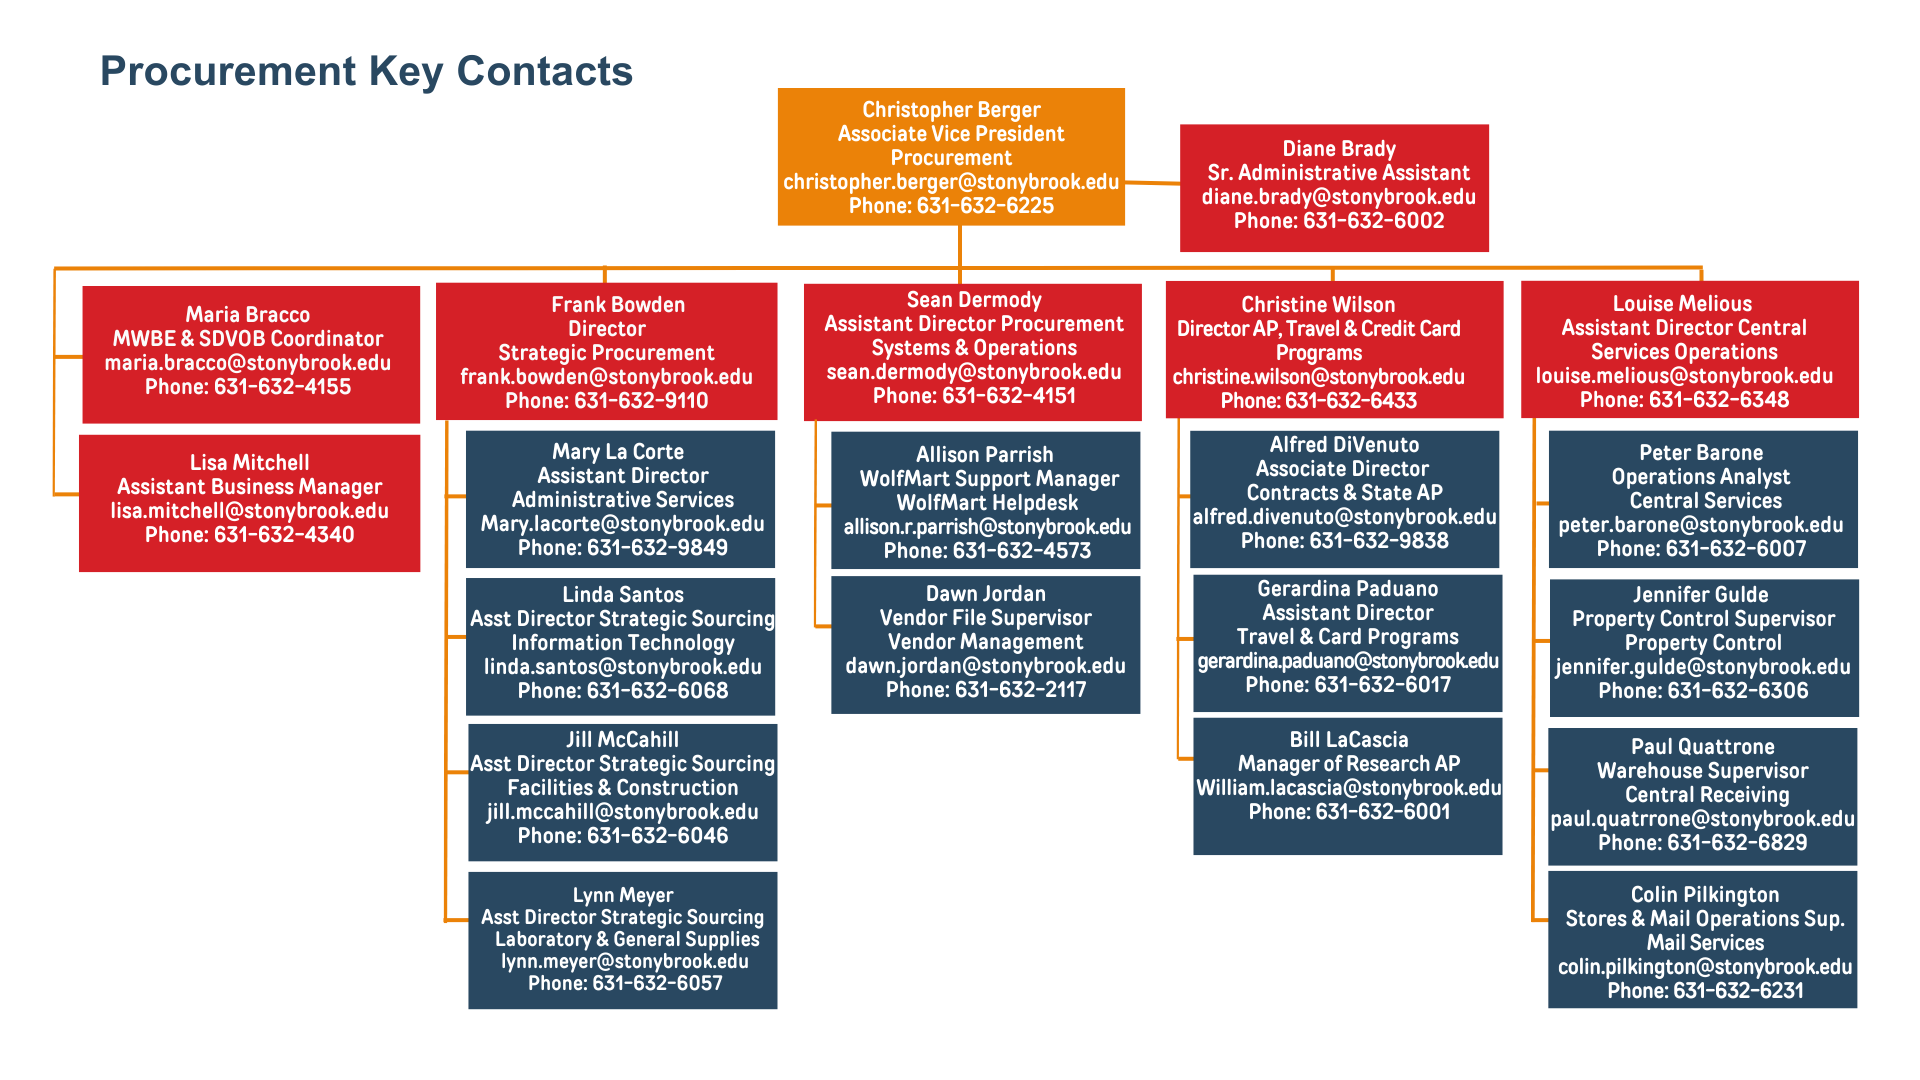 Procurement Key Contacts
Christopher Berger
Associate Vice President
Procurement
christopher.berger@stonybrook.edu
Phone: 631-632-6225
Diane Brady
Sr. Administrative Assistant
diane.brady@stonybrook.edu
Phone: 631-632-6002
Maria Bracco
MWBE & SDVOB Coordinator
maria.bracco@stonybrook.edu
Phone: 631-632-4155
Lisa Mitchell
Assistant Business Manager
lisa.mitchell@stonybrook.edu
Phone: 631-632-4340
Frank Bowden
Director
Strategic Procurement
frank.bowden@stonybrook.edu
Phone: 631-632-9110
Mary La Corte
Assistant Director
Administrative Services
Mary.lacorte@stonybrook.edu
Phone: 631-632-9849
Linda Santos
Asst Director Strategic Sourcing
Information Technology
linda.santos@stonybrook.edu
Phone: 631-632-6068
Jill McCahill
Asst Director Strategic Sourcing
Facilities & Construction
jill.mccahill@stonybrook.edu
Phone: 631-632-6046
Lynn Meyer
Asst Director Strategic Sourcing
Laboratory & General Supplies
lynn.meyer@stonybrook.edu
Phone: 631-632-6057
Sean Dermody
Assistant Director Procurement
Systems & Operations
sean.dermody@stonybrook.edu
Phone: 631-632-4151
Allison Parrish
WolfMart Support Manager
WolfMart Helpdesk
allison.r.parrish@stonybrook.edu
Phone: 631-632-4573
Dawn Jordan
Vendor File Supervisor
Vendor Management
dawn.jordan@stonybrook.edu
Phone: 631-632-2117
Christine Wilson
Director AP, Travel & Credit Card
Programs
christine.wilson@stonybrook.edu
Phone: 631-632-6433
Alfred DiVenuto
Associate Director
Contracts & State AP
alfred.divenuto@stonybrook.edu
Phone: 631-632-9838
Gerardina Paduano
Assistant Director
Travel & Card Programs
gerardina.paduano@stonybrook.edu
Phone: 631-632-6017
Bill LaCascia
Manager of Research AP
William.lacascia@stonybrook.edu
Phone: 631-632-6001
Louise Melious
Assistant Director Central
Services Operations
louise.melious@stonybrook.edu
Phone: 631-632-6348
Peter Barone
Operations Analyst
Central Services
peter.barone@stonybrook.edu
Phone: 631-632-6007
Jennifer Gulde
Property Control Supervisor
Property Control
jennifer.gulde@stonybrook.edu
Phone: 631-632-6306
Paul Quattrone
Warehouse Supervisor
Central Receiving
paul.quatrrone@stonybrook.edu
Phone: 631-632-6829
Colin Pilkington
Stores & Mail Operations Sup.
Mail Services
colin.pilkington@stonybrook.edu
Phone: 631-632-6231